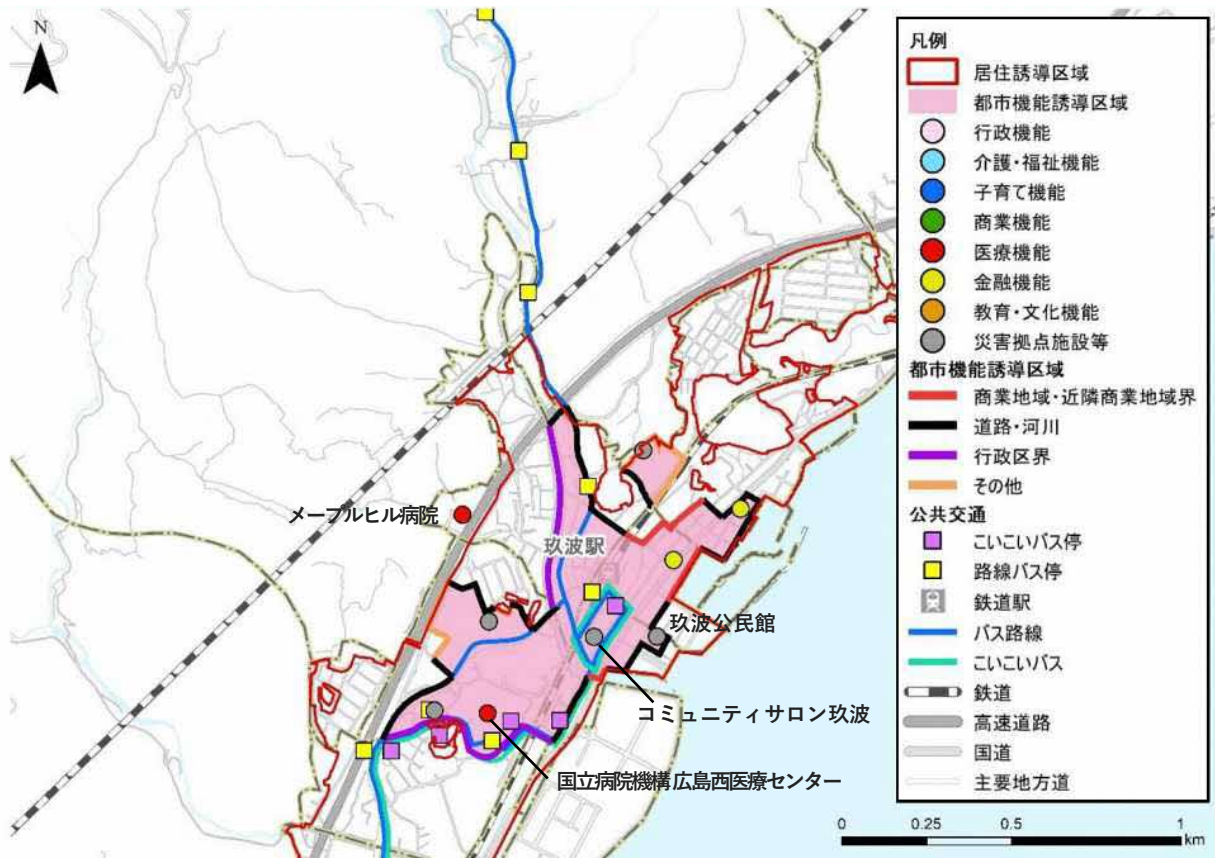 N
凡例
居住誘導区域
都市機能誘導区域
行政機能
介護・福祉機能
子育て機能
商業機能
医療機能
金融機能
教育・文化機能
災害拠点施設等
都市機能誘導区域
商業地域・近隣商業地域界
道路・河川
行政区界
その他
公共交通
こいこいバス停
路線バス停
鉄道駅
バス路線
こいこいバス
鉄道
高速道路
国道
主要地方道
メープルヒル病院
玖波駅
玖波公民館
コミュニティサロン玖波
国立病院機構 広島西医療センター
0 0.25 0.5 1
km